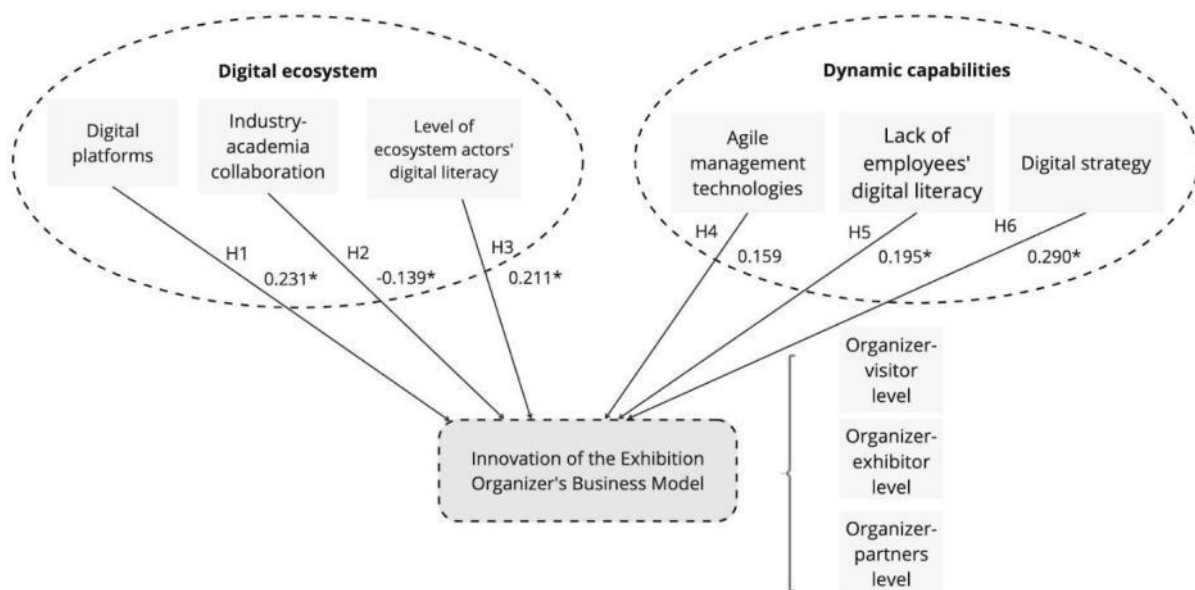 Digital ecosystem
Digital
platforms
Industry-
academia
collaboration
Level of
ecosystem actors'
digital literacy
H1
0.231*
H2
-0.139*
H3
0.211*
Dynamic capabilities
Agile
management
technologies
Lack of
employees'
digital literacy
Digital strategy
H4
0.159
H5
0.195*
H6
0.290*
Innovation of the Exhibition
Organizer's Business Model
Organizer-
visitor
level
Organizer-
exhibitor
level
Organizer-
partners
level